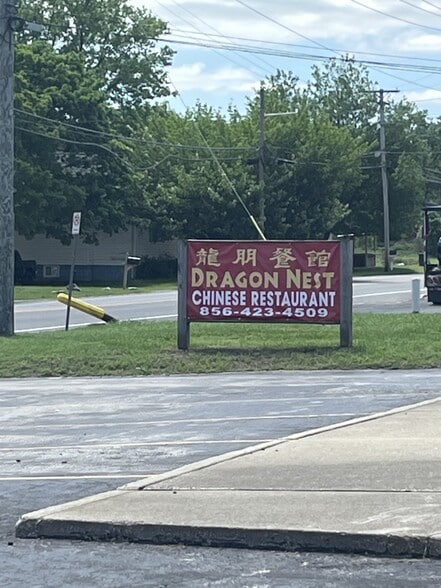 龍朋餐館
DRAGON NEST
CHINESE RESTAURANT
856-423-4509